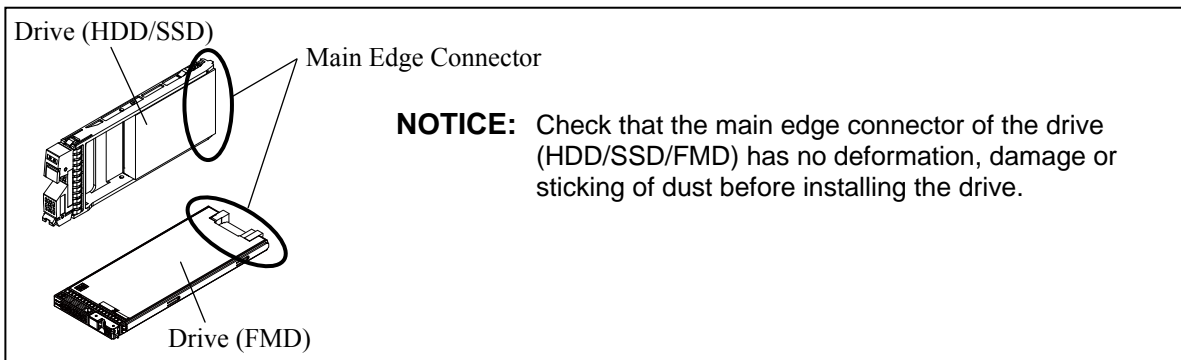 Drive (HDD/SSD)
Main Edge Connector
NOTICE: Check that the main edge connector of the drive
(HDD/SSD/FMD) has no deformation, damage or
sticking of dust before installing the drive.
Drive (FMD)